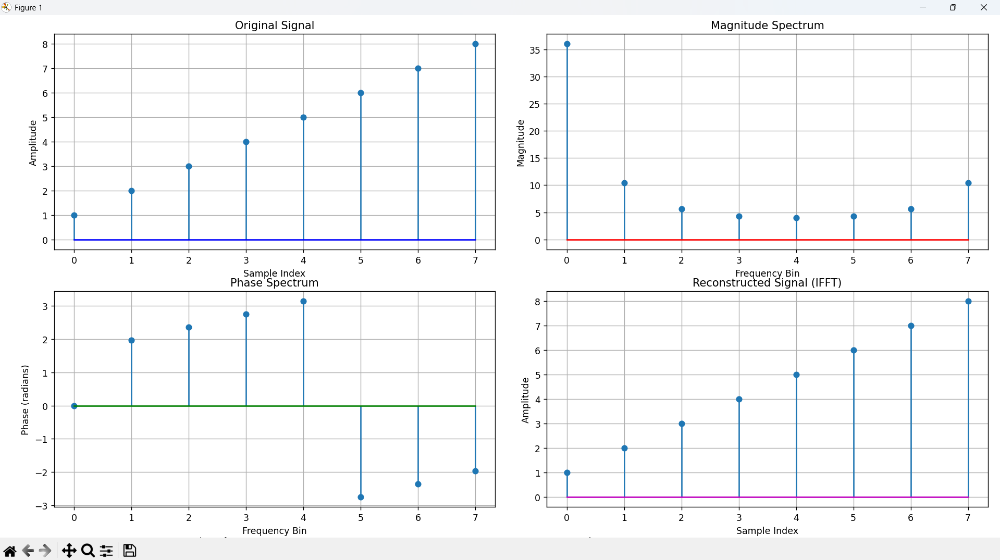 Figure 1
Original Signal
8
7
6
5
4
3
2
1
0
Amplitude
0 1 2 3 4 5 6 7
Sample Index
Magnitude Spectrum
35
30
25
20
15
10
5
0
Magnitude
0 1 2 3 4 5 6 7
Frequency Bin
Phase Spectrum
3
2
1
0
−1
−2
−3
Phase (radians)
0 1 2 3 4 5 6 7
Frequency Bin
Reconstructed Signal (IFFT)
8
7
6
5
4
3
2
1
0
Amplitude
0 1 2 3 4 5 6 7
Sample Index